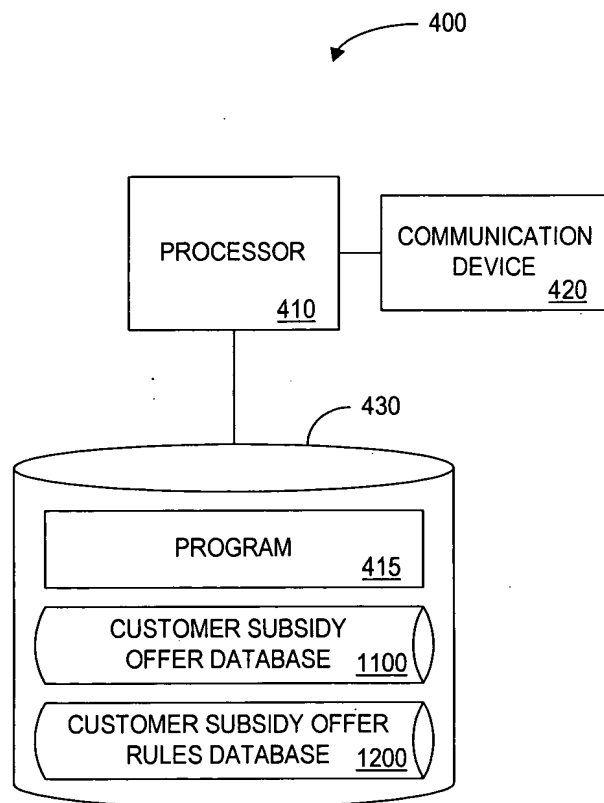 400
PROCESSOR
410
COMMUNICATION
DEVICE
420
430
PROGRAM
415
CUSTOMER SUBSIDY
OFFER DATABASE
1100
CUSTOMER SUBSIDY OFFER
RULES DATABASE
1200